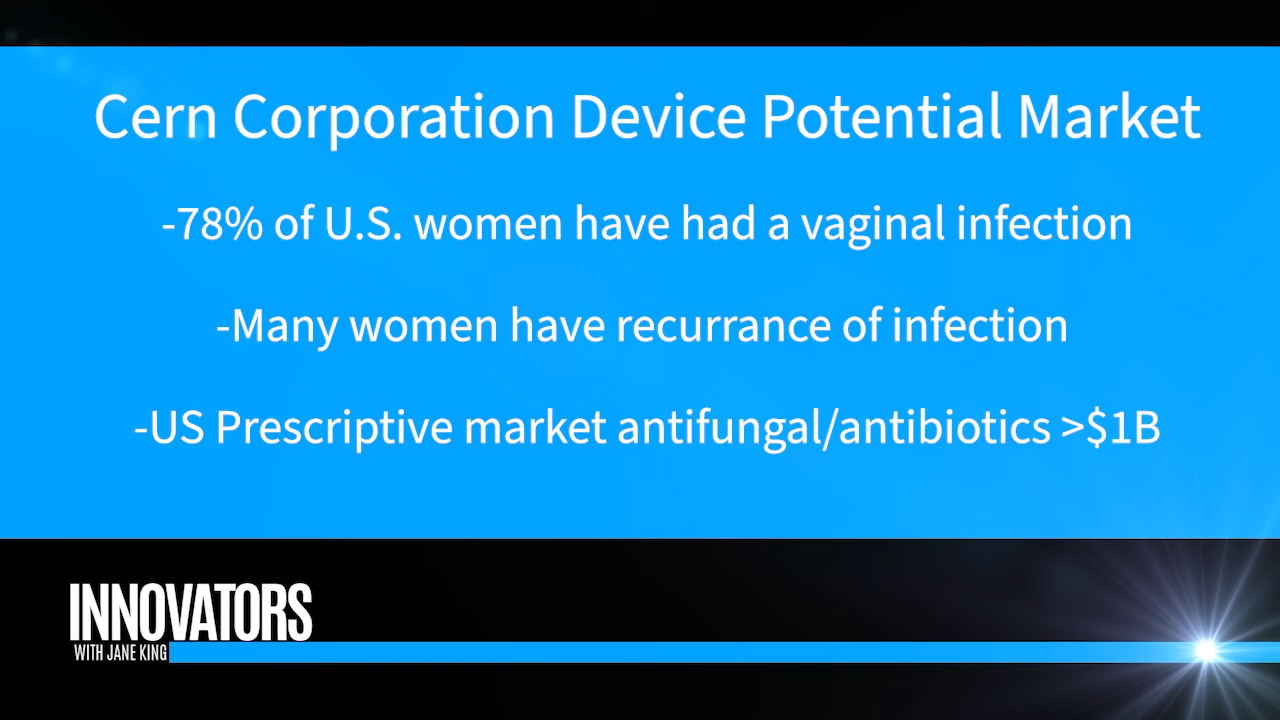 Cern Corporation Device Potential Market
-78% of U.S. women have had a vaginal infection
-Many women have recurrance of infection
-US Prescriptive market antifungal/antibiotics >$1B
INNOVATORS
WITH JANE KING